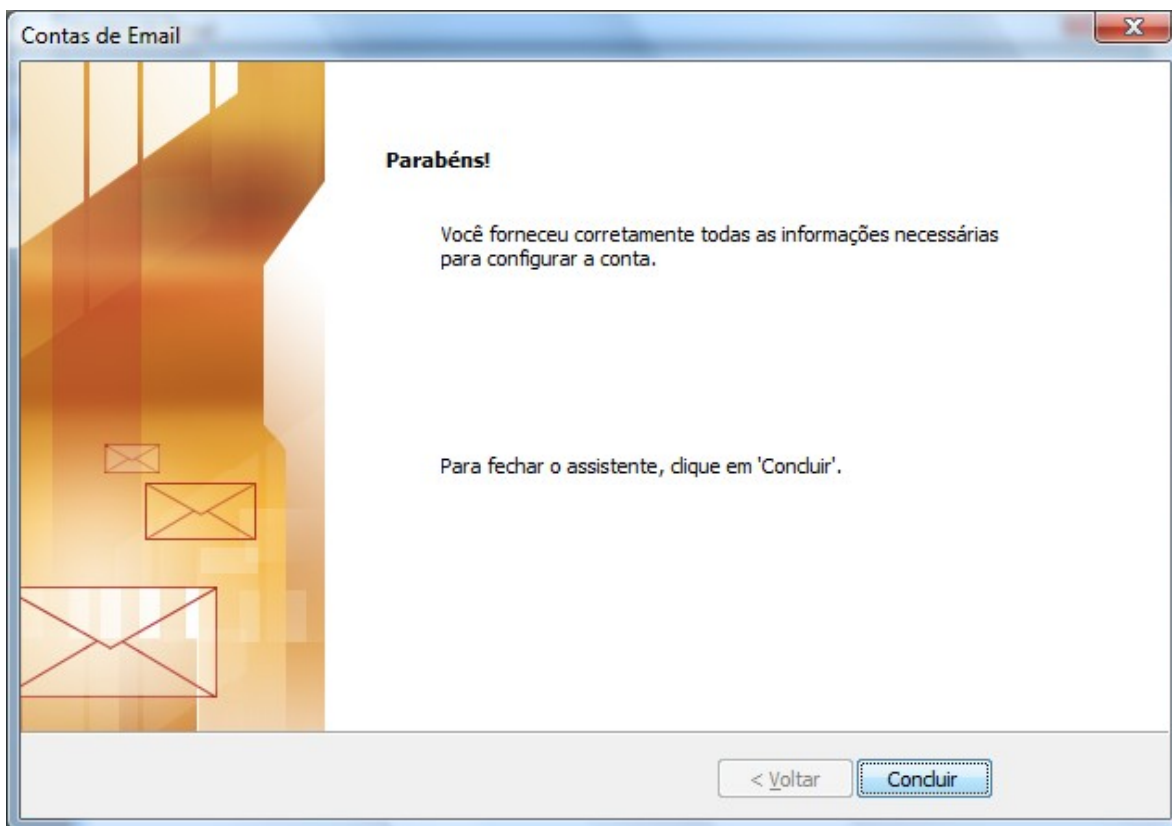 Contas de Email
Parabéns!
Você forneceu corretamente todas as informações necessárias
para configurar a conta.
Para fechar o assistente, clique em 'Concluir'.
< Voltar
Concluir